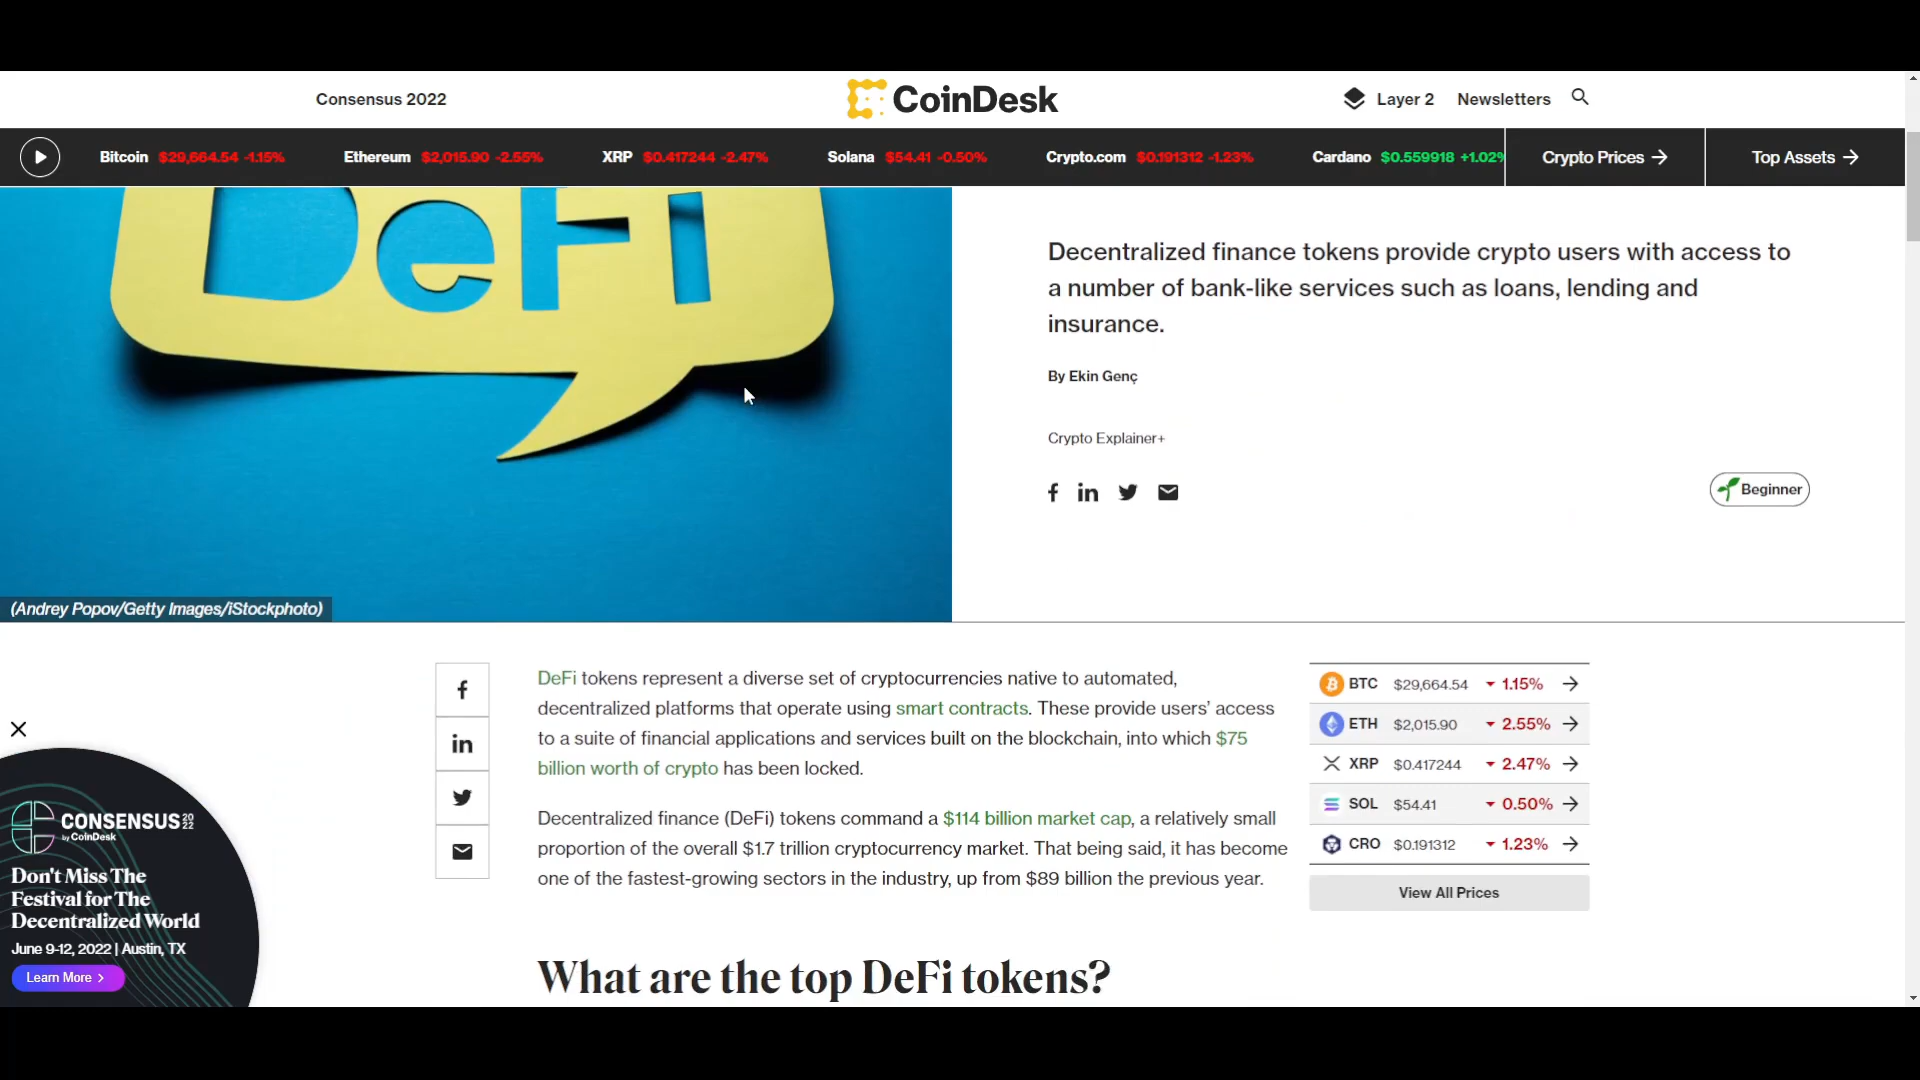 Consensus 2022
CoinDesk
Layer 2
Newsletters
Bitcoin $29,664.54 -1.15%
Ethereum $2,015.90 -2.55%
XRP $0.417244 -2.47%
Solana $54.41 -0.50%
Crypto.com $0.191312 -1.23%
Cardano $0.559918 +1.02%
Crypto Prices
Top Assets
DeFi
Decentralized finance tokens provide crypto users with access to
a number of bank-like services such as loans, lending and
insurance.
By Ekin Genç
Crypto Explainer+
Beginner
(Andrey Popov/Getty Images/iStockphoto)
DeFi tokens represent a diverse set of cryptocurrencies native to automated,
decentralized platforms that operate using smart contracts. These provide users’ access
to a suite of financial applications and services built on the blockchain, into which $75
billion worth of crypto has been locked.
Decentralized finance (DeFi) tokens command a $114 billion market cap, a relatively small
proportion of the overall $1.7 trillion cryptocurrency market. That being said, it has become
one of the fastest-growing sectors in the industry, up from $89 billion the previous year.
What are the top DeFi tokens?
BTC $29,664.54 1.15%
ETH $2,015.90 2.55%
XRP $0.417244 2.47%
SOL $54.41 0.50%
CRO $0.191312 1.23%
View All Prices
CONSENSUS 2022
by CoinDesk
Don't Miss The
Festival for The
Decentralized World
June 9-12, 2022 | Austin, TX
Learn More